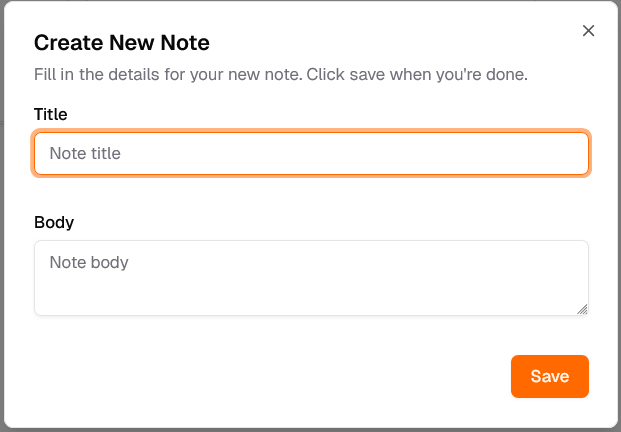 Create New Note
Fill in the details for your new note. Click save when you're done.
Title
Note title
Body
Note body
Save